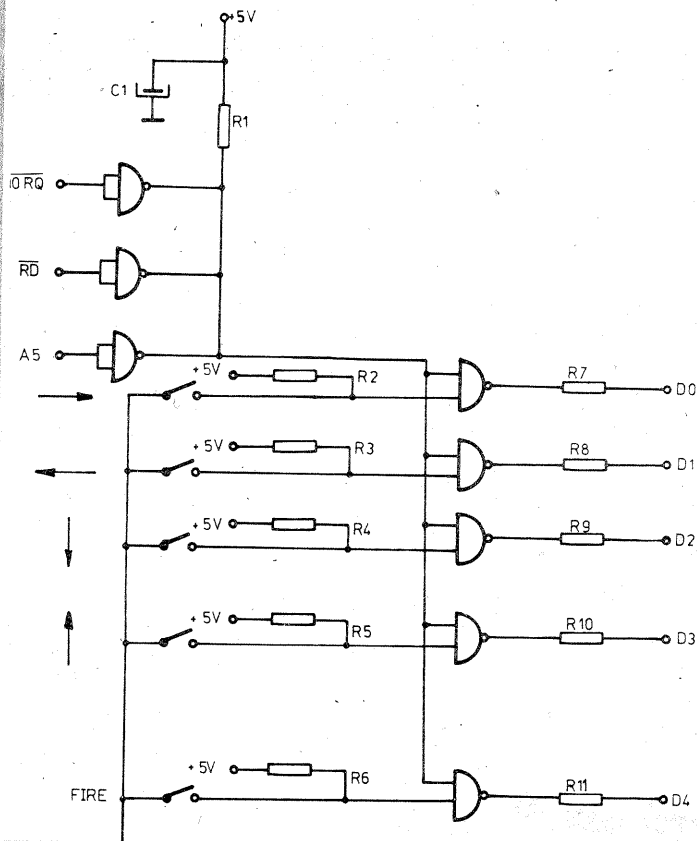 +5V
C1
R1
IORQ
RD
A5
+5V
R2
R7
D0
+5V
R3
R8
D1
+5V
R4
R9
D2
+5V
R5
R10
D3
+5V
R6
FIRE
R11
D4